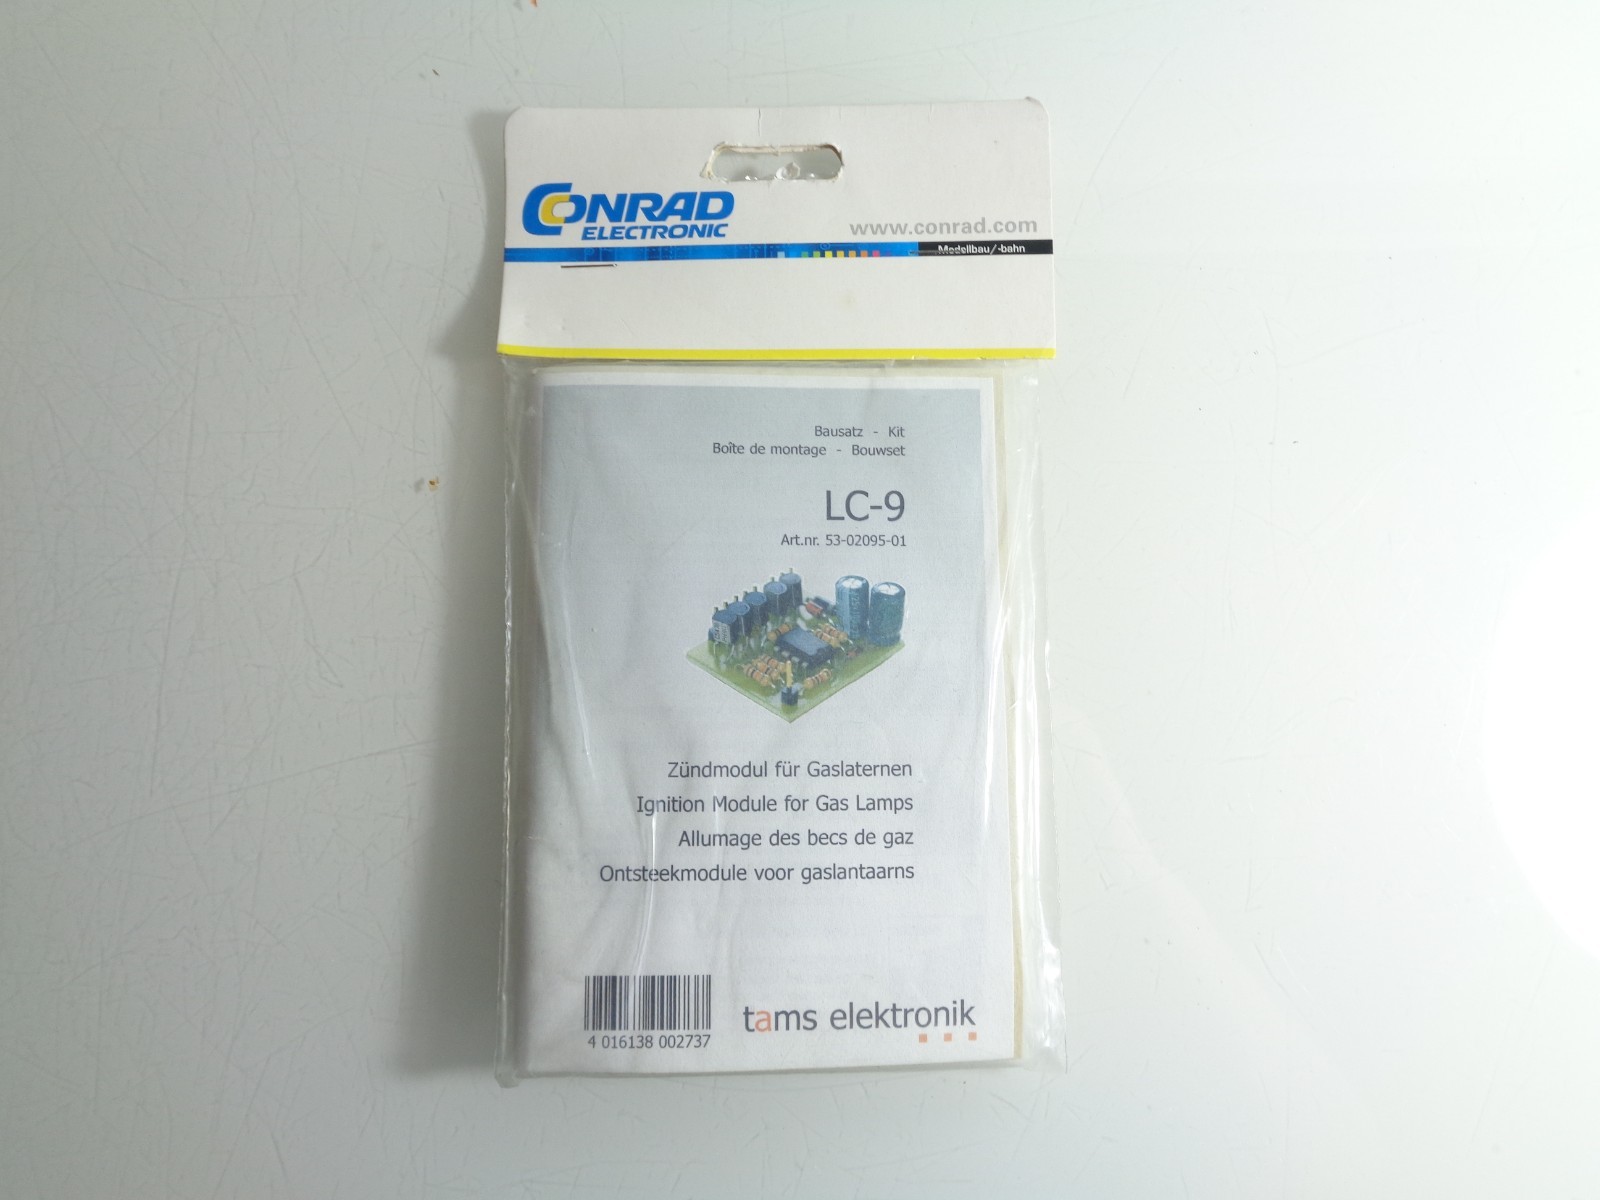 CONRAD
ELECTRONIC
www.conrad.com
Modellbau/-bahn
Bausatz - Kit
Boîte de montage - Bouwset
LC-9
Art.nr. 53-02095-01
Zündmodul für Gaslaternen
Ignition Module for Gas Lamps
Allumage des becs de gaz
Ontsteekmodule voor gaslantaarns
4 016138 002737
tams elektronik